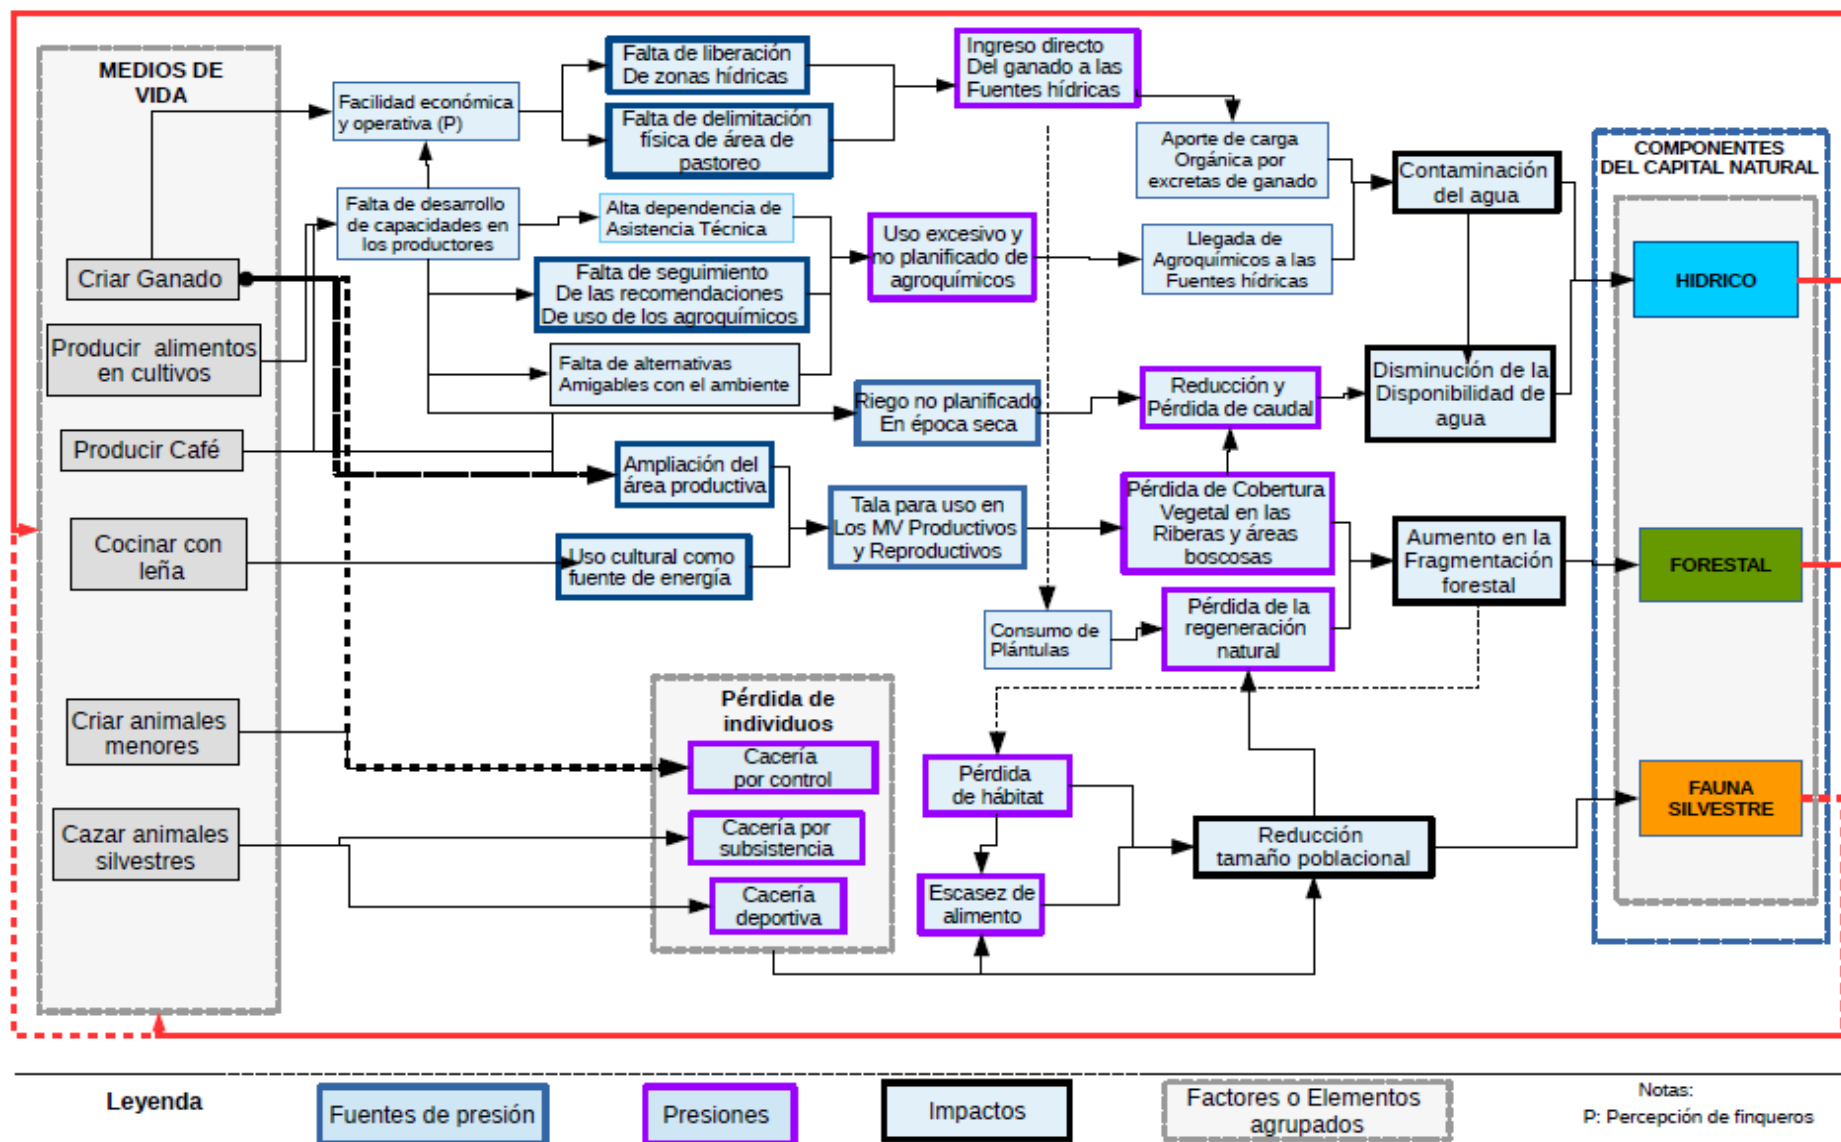 MEDIOS DE
VIDA
Criar Ganado
Producir alimentos
en cultivos
Producir Café
Cocinar con
leña
Criar animales
menores
Cazar animales
silvestres
Facilidad económica
y operativa (P)
Falta de desarrollo
de capacidades en
los productores
Falta de liberación
De zonas hídricas
Falta de delimitación
física de área de
pastoreo
Alta dependencia de
Asistencia Técnica
Falta de seguimiento
De las recomendaciones
De uso de los agroquímicos
Falta de alternativas
Amigables con el ambiente
Ampliación del
área productiva
Uso cultural como
fuente de energía
Pérdida de
individuos
Cacería
por control
Cacería por
subsistencia
Cacería
deportiva
Ingreso directo
Del ganado a las
Fuentes hídricas
Uso excesivo y
no planificado de
agroquímicos
Riego no planificado
En época seca
Tala para uso en
Los MV Productivos
y Reproductivos
Consumo de
Plántulas
Pérdida
de hábitat
Escasez de
alimento
Aporte de carga
Orgánica por
excretas de ganado
Llegada de
Agroquímicos a las
Fuentes hídricas
Reducción y
Pérdida de caudal
Pérdida de Cobertura
Vegetal en las
Riberas y áreas
boscosas
Pérdida de la
regeneración
natural
Reducción
tamaño poblacional
Contaminación
del agua
Disminución de la
Disponibilidad de
agua
Aumento en la
Fragmentación
forestal
COMPONENTES
DEL CAPITAL NATURAL
HIDRICO
FORESTAL
FAUNA
SILVESTRE
Leyenda
Fuentes de presión
Presiones
Impactos
Factores o Elementos
agrupados
Notas:
P: Percepción de finqueros